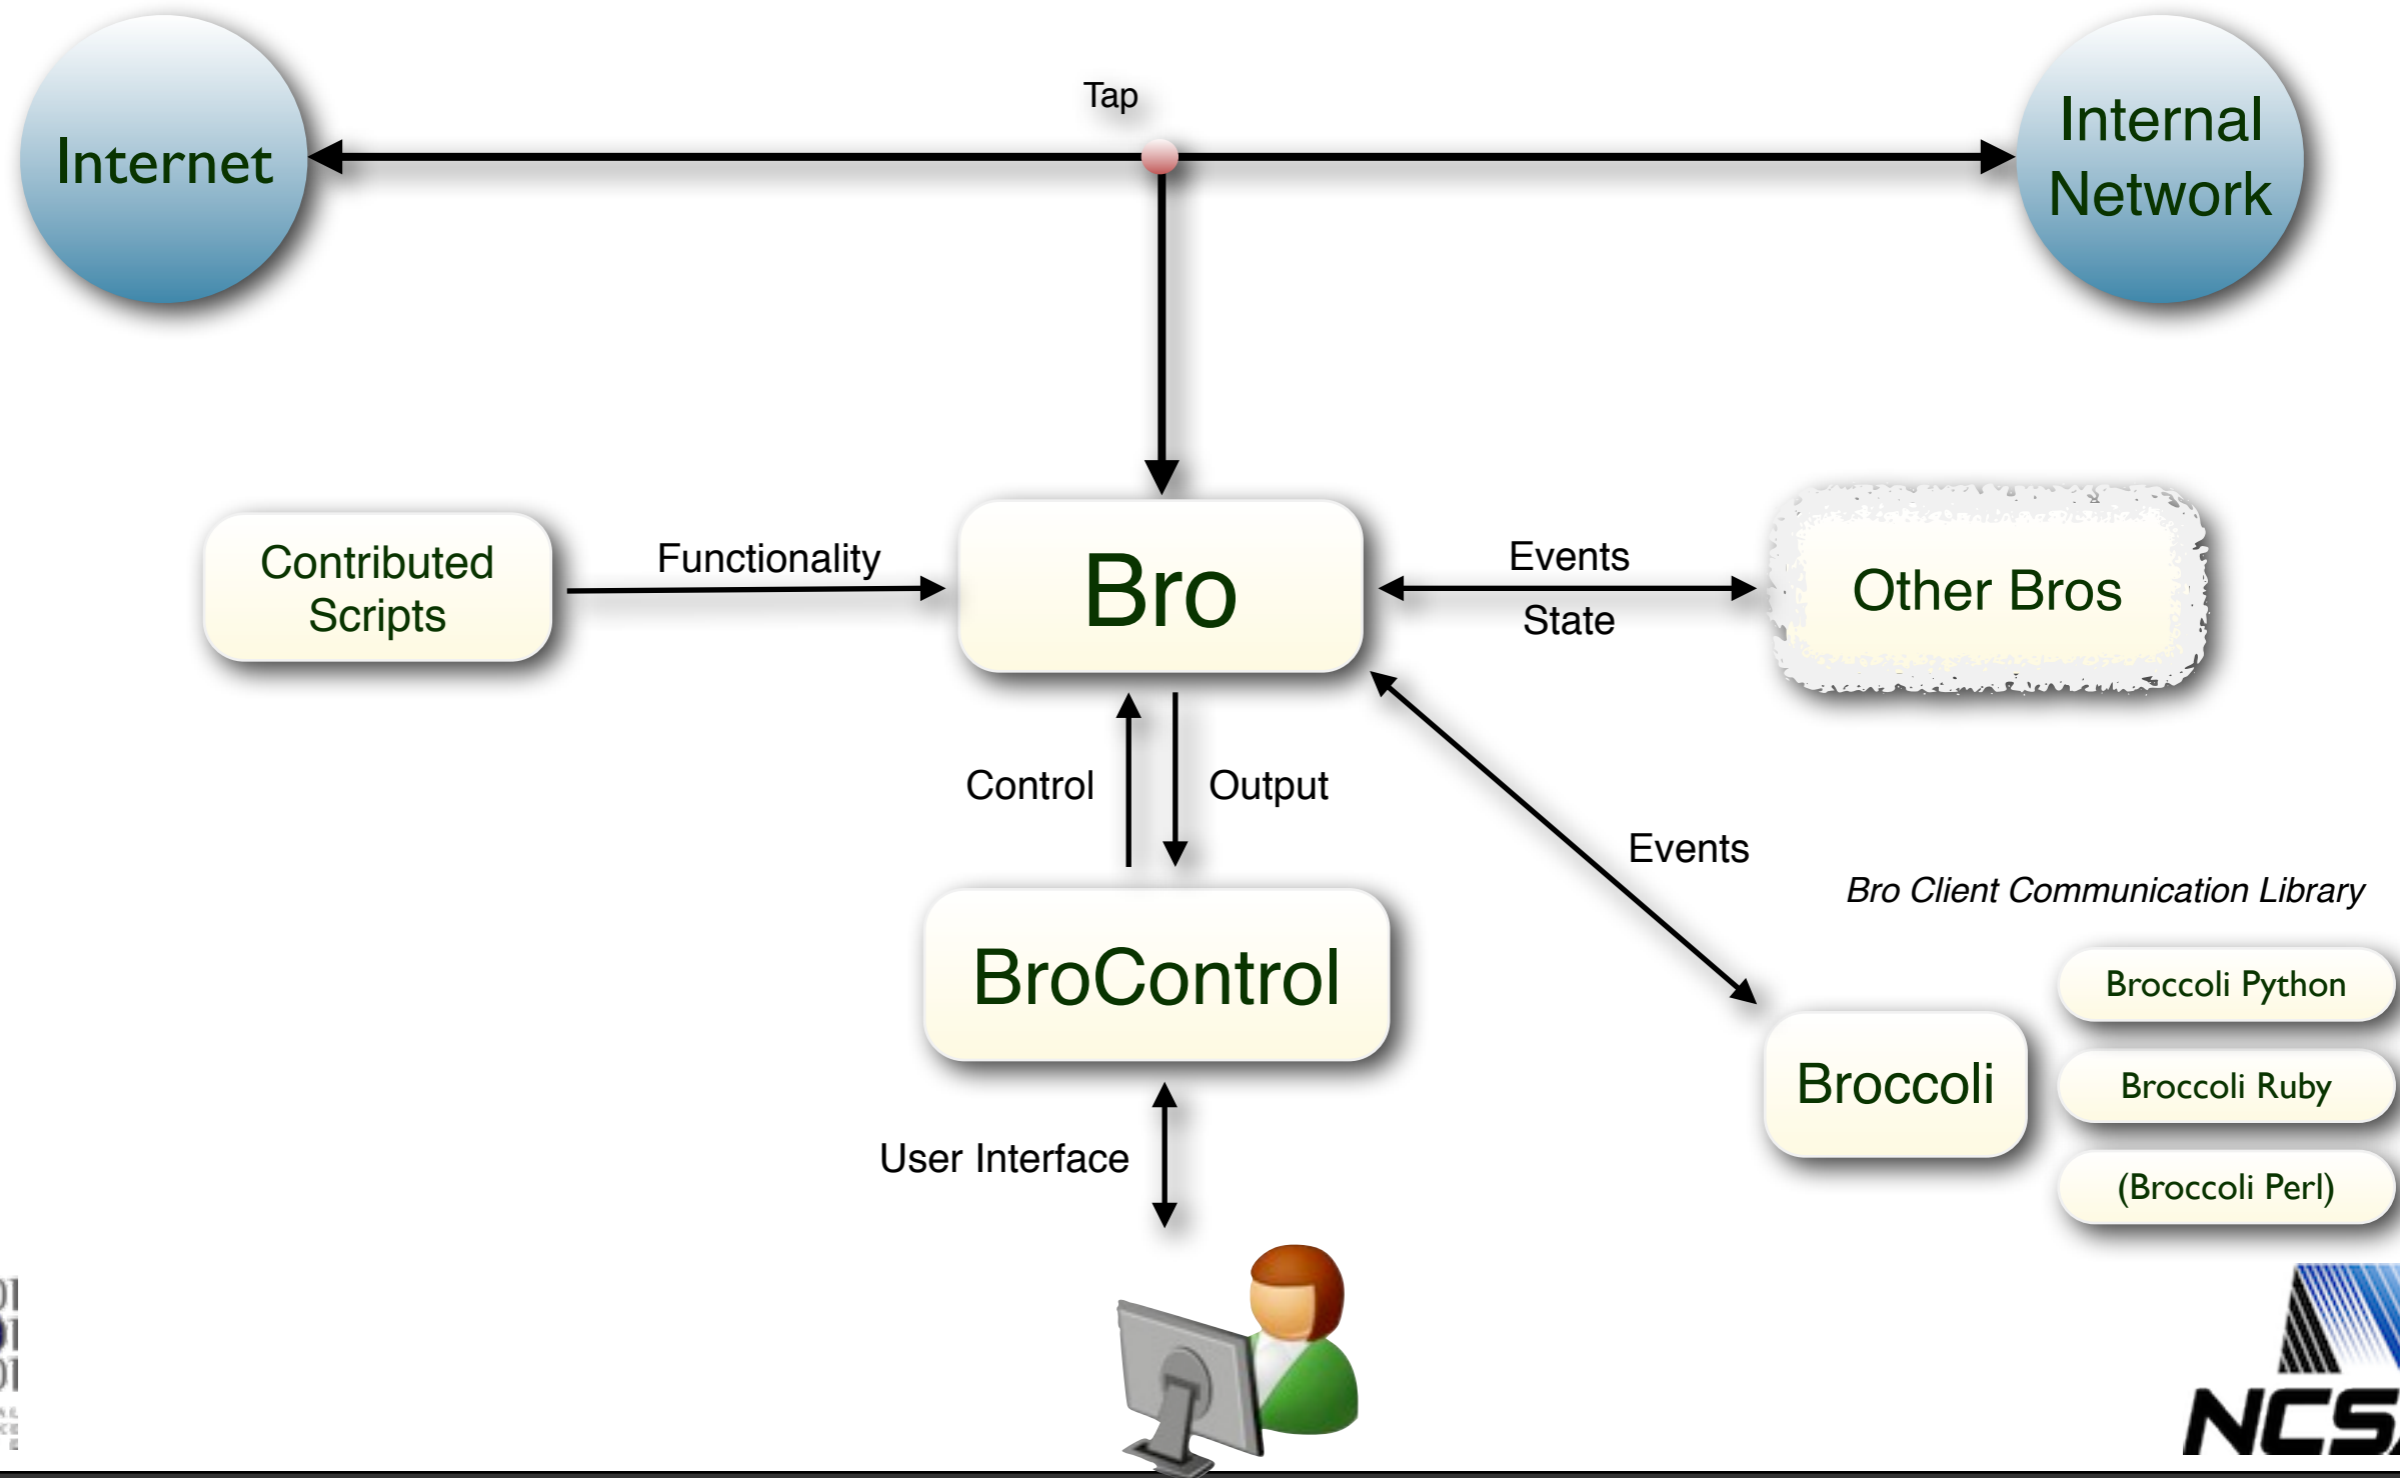 Tap
Internet
Internal
Network
Contributed
Scripts
Functionality
Bro
Events
State
Other Bros
Control
Output
Events
Bro Client Communication Library
BroControl
Broccoli Python
Broccoli
Broccoli Ruby
User Interface
(Broccoli Perl)